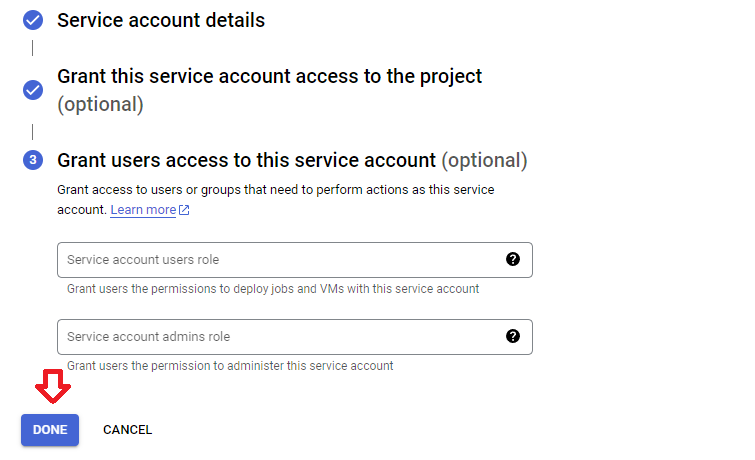 Service account details
Grant this service account access to the project
(optional)
3
Grant users access to this service account (optional)
Grant access to users or groups that need to perform actions as this service
account. Learn more
Service account users role
?
Grant users the permissions to deploy jobs and VMs with this service account
Service account admins role
?
Grant users the permission to administer this service account
DONE
CANCEL